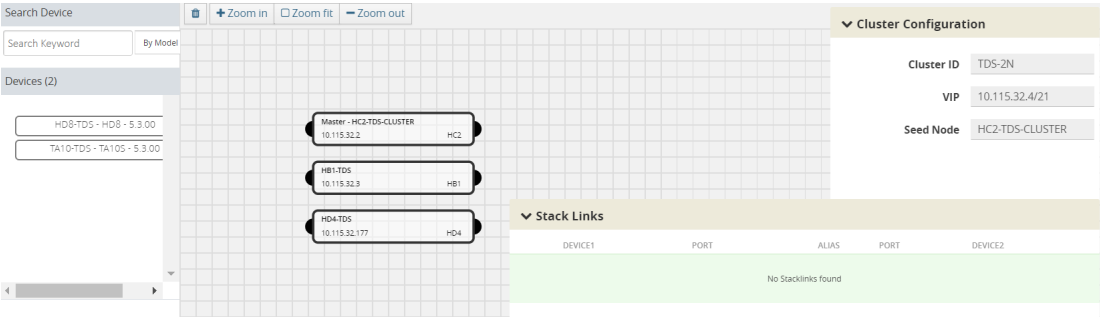 Search Device
Search Keyword
By Model
Devices (2)
HD8-TDS - HD8 - 5.3.00
TA10-TDS - TA10S - 5.3.00
Zoom in
Zoom fit
Zoom out
Master - HC2-TDS-CLUSTER
10.115.32.2 HC2
HB1-TDS
10.115.32.3 HB1
HD4-TDS
10.115.32.177 HD4
Cluster Configuration
Cluster ID TDS-2N
VIP 10.115.32.4/21
Seed Node HC2-TDS-CLUSTER
Stack Links
DEVICE1 PORT ALIAS PORT DEVICE2
No Stacklinks found